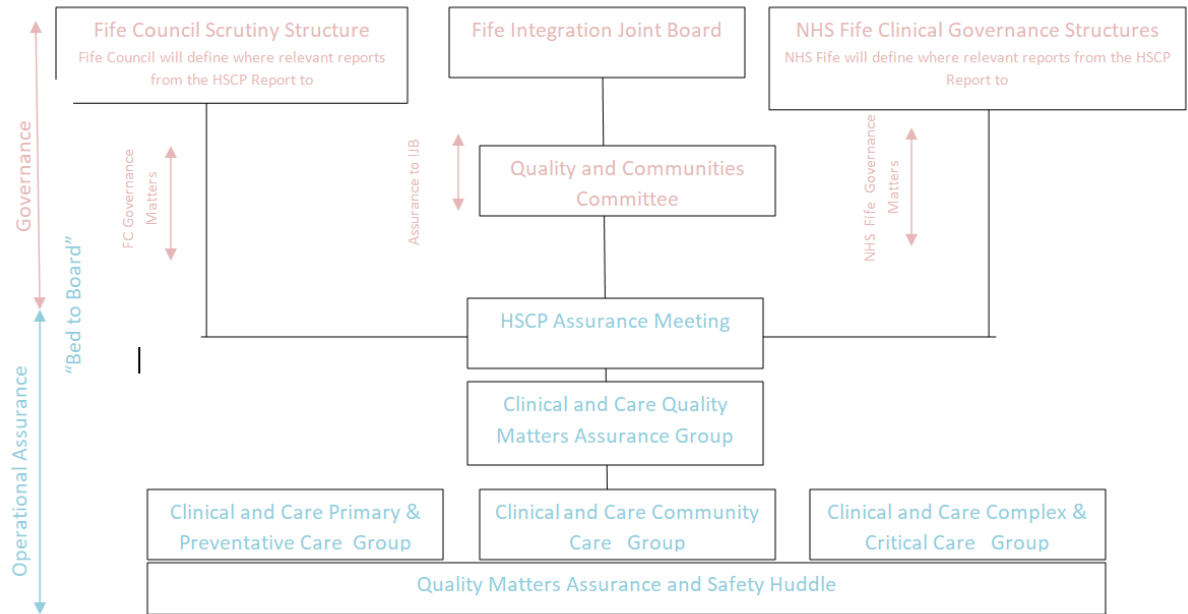 Fife Council Scrutiny Structure
Fife Council will define where relevant reports
from the HSCP Report to
Fife Integration Joint Board
NHS Fife Clinical Governance Structures
NHS Fife will define where relevant reports from the HSCP
Report to
Governance
FC Governance
Matters
Assurance to IJB
Quality and Communities
Committee
NHS Fife Governance
Matters
"Bed to Board"
HSCP Assurance Meeting
Operational Assurance
Clinical and Care Quality
Matters Assurance Group
Clinical and Care Primary &
Preventative Care Group
Clinical and Care Community
Care Group
Clinical and Care Complex &
Critical Care Group
Quality Matters Assurance and Safety Huddle